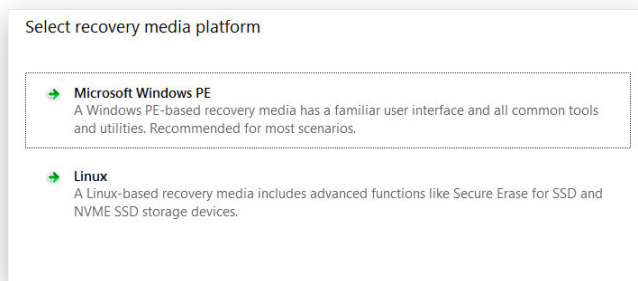 Select recovery media platform
Microsoft Windows PE
A Windows PE-based recovery media has a familiar user interface and all common tools
and utilities. Recommended for most scenarios.
Linux
A Linux-based recovery media includes advanced functions like Secure Erase for SSD and
NVME SSD storage devices.